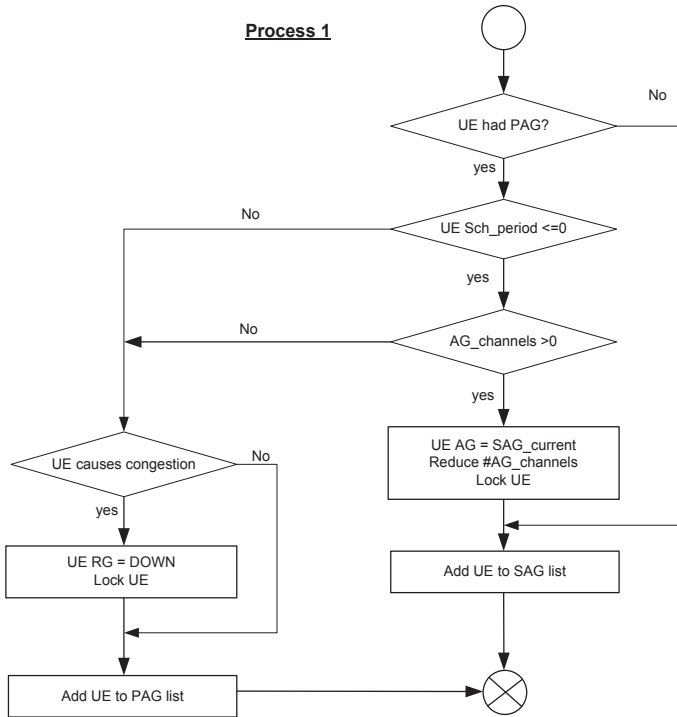 Process 1
No
UE had PAG?
yes
No
UE Sch_period <=0
yes
No
AG_channels >0
yes
UE AG = SAG_current
Reduce #AG_channels
Lock UE
UE causes congestion
No
yes
UE RG = DOWN
Lock UE
Add UE to SAG list
Add UE to PAG list